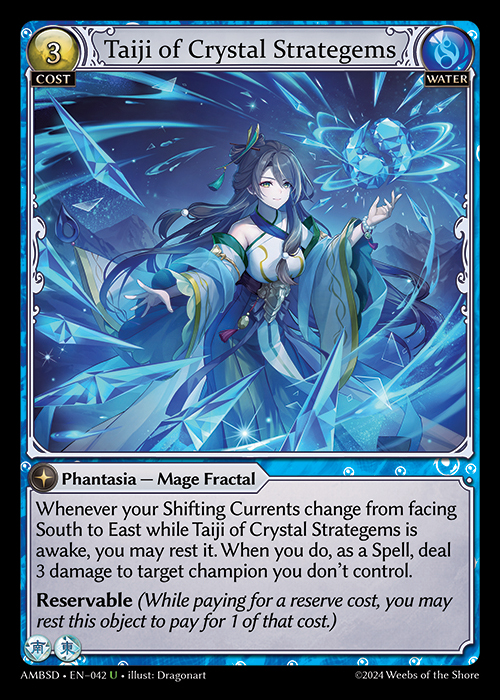 3
Taiji of Crystal Strategems
COST
WATER
Phantasia — Mage Fractal
Whenever your Shifting Currents change from facing
South to East while Taiji of Crystal Strategems is
awake, you may rest it. When you do, as a Spell, deal
3 damage to target champion you don't control.
Reservable (While paying for a reserve cost, you may
rest this object to pay for 1 of that cost.)
南 東
AMBSD • EN-042 U • illust: Dragonart
©2024 Weebs of the Shore